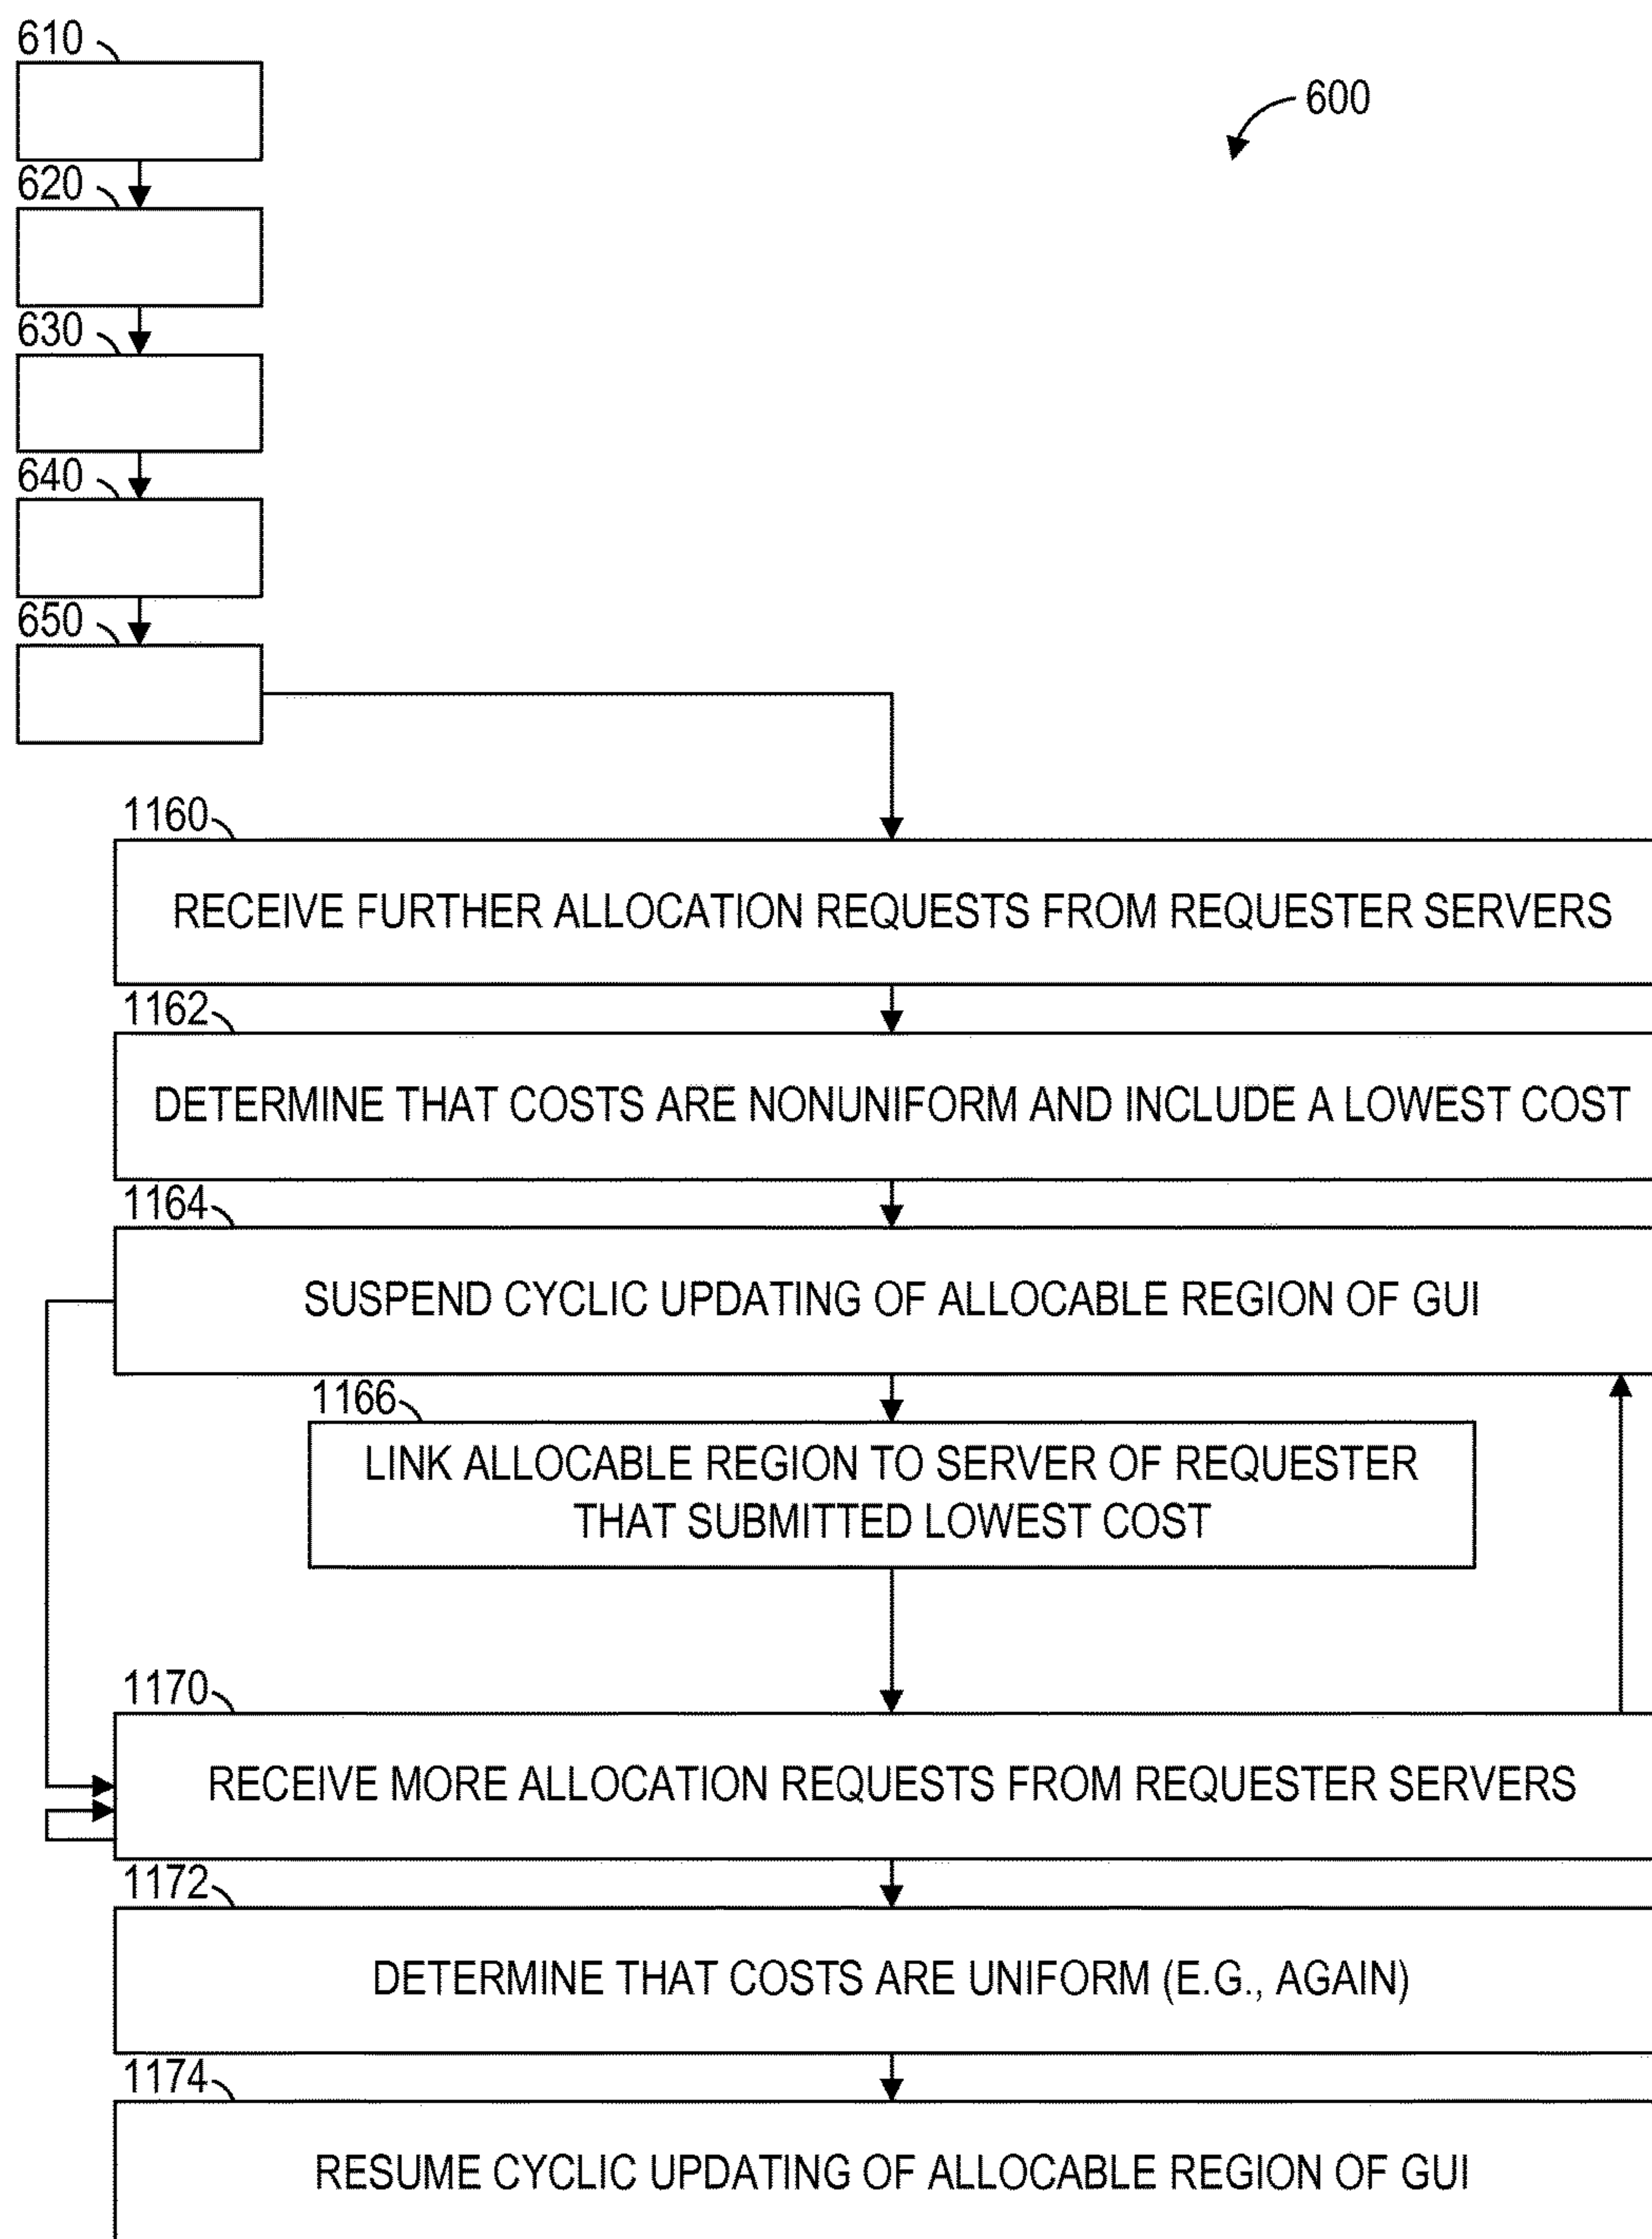 610
600
620
630
640
650
1160
RECEIVE FURTHER ALLOCATION REQUESTS FROM REQUESTER SERVERS
1162
DETERMINE THAT COSTS ARE NONUNIFORM AND INCLUDE A LOWEST COST
1164
SUSPEND CYCLIC UPDATING OF ALLOCABLE REGION OF GUI
1166
LINK ALLOCABLE REGION TO SERVER OF REQUESTER
THAT SUBMITTED LOWEST COST
1170
RECEIVE MORE ALLOCATION REQUESTS FROM REQUESTER SERVERS
1172
DETERMINE THAT COSTS ARE UNIFORM (E.G., AGAIN)
1174
RESUME CYCLIC UPDATING OF ALLOCABLE REGION OF GUI